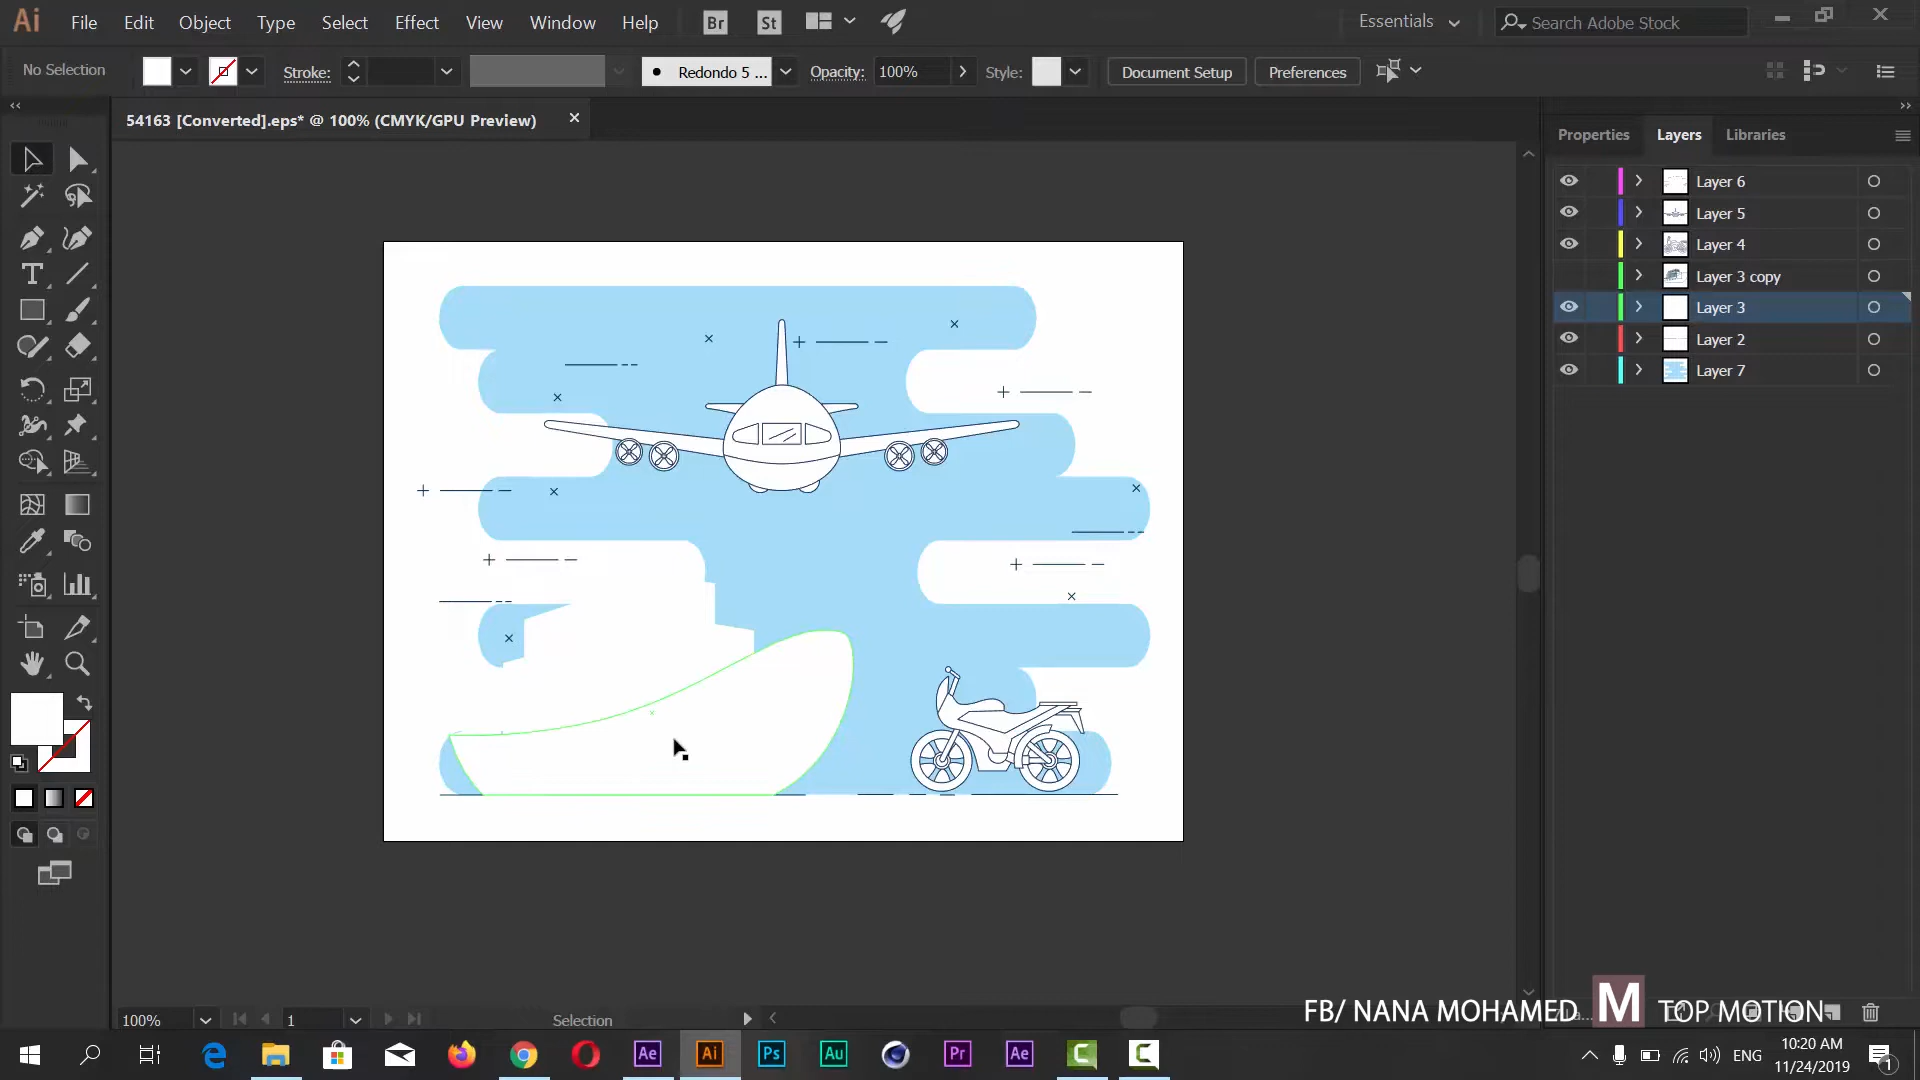 Ai File Edit Object Type Select Effect View Window Help Br St Essentials Search Adobe Stock
No Selection Stroke: Redondo 5 ... Opacity: 100% Style: Document Setup Preferences
54163 [Converted].eps* @ 100% (CMYK/GPU Preview)
Properties Layers Libraries
Layer 6
Layer 5
Layer 4
Layer 3 copy
Layer 3
Layer 2
Layer 7
FB/ NANA MOHAMED M TOP MOTION
100% 1 Selection
Ae Ai Ps Au Pr Ae C C ENG 10:20 AM
11/24/2019 1